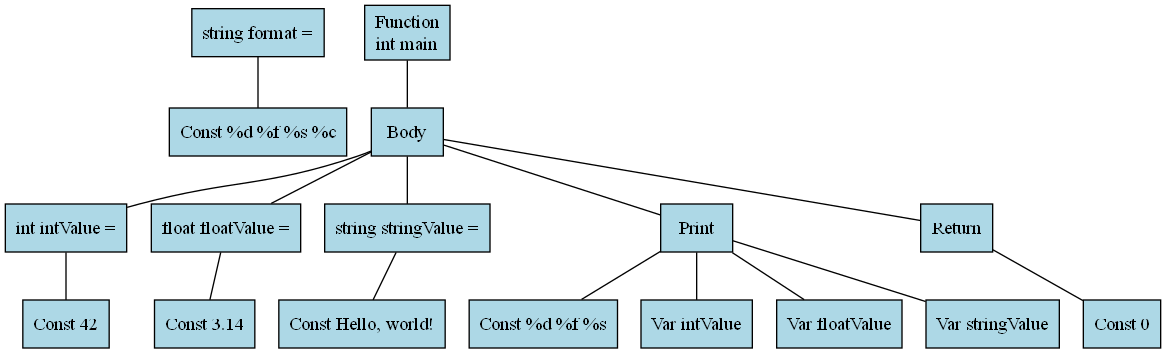 string format =
Function
int main
Const %d %f %s %c
Body
int intValue =
float floatValue =
string stringValue =
Print
Return
Const 42
Const 3.14
Const Hello, world!
Const %d %f %s
Var intValue
Var floatValue
Var stringValue
Const 0